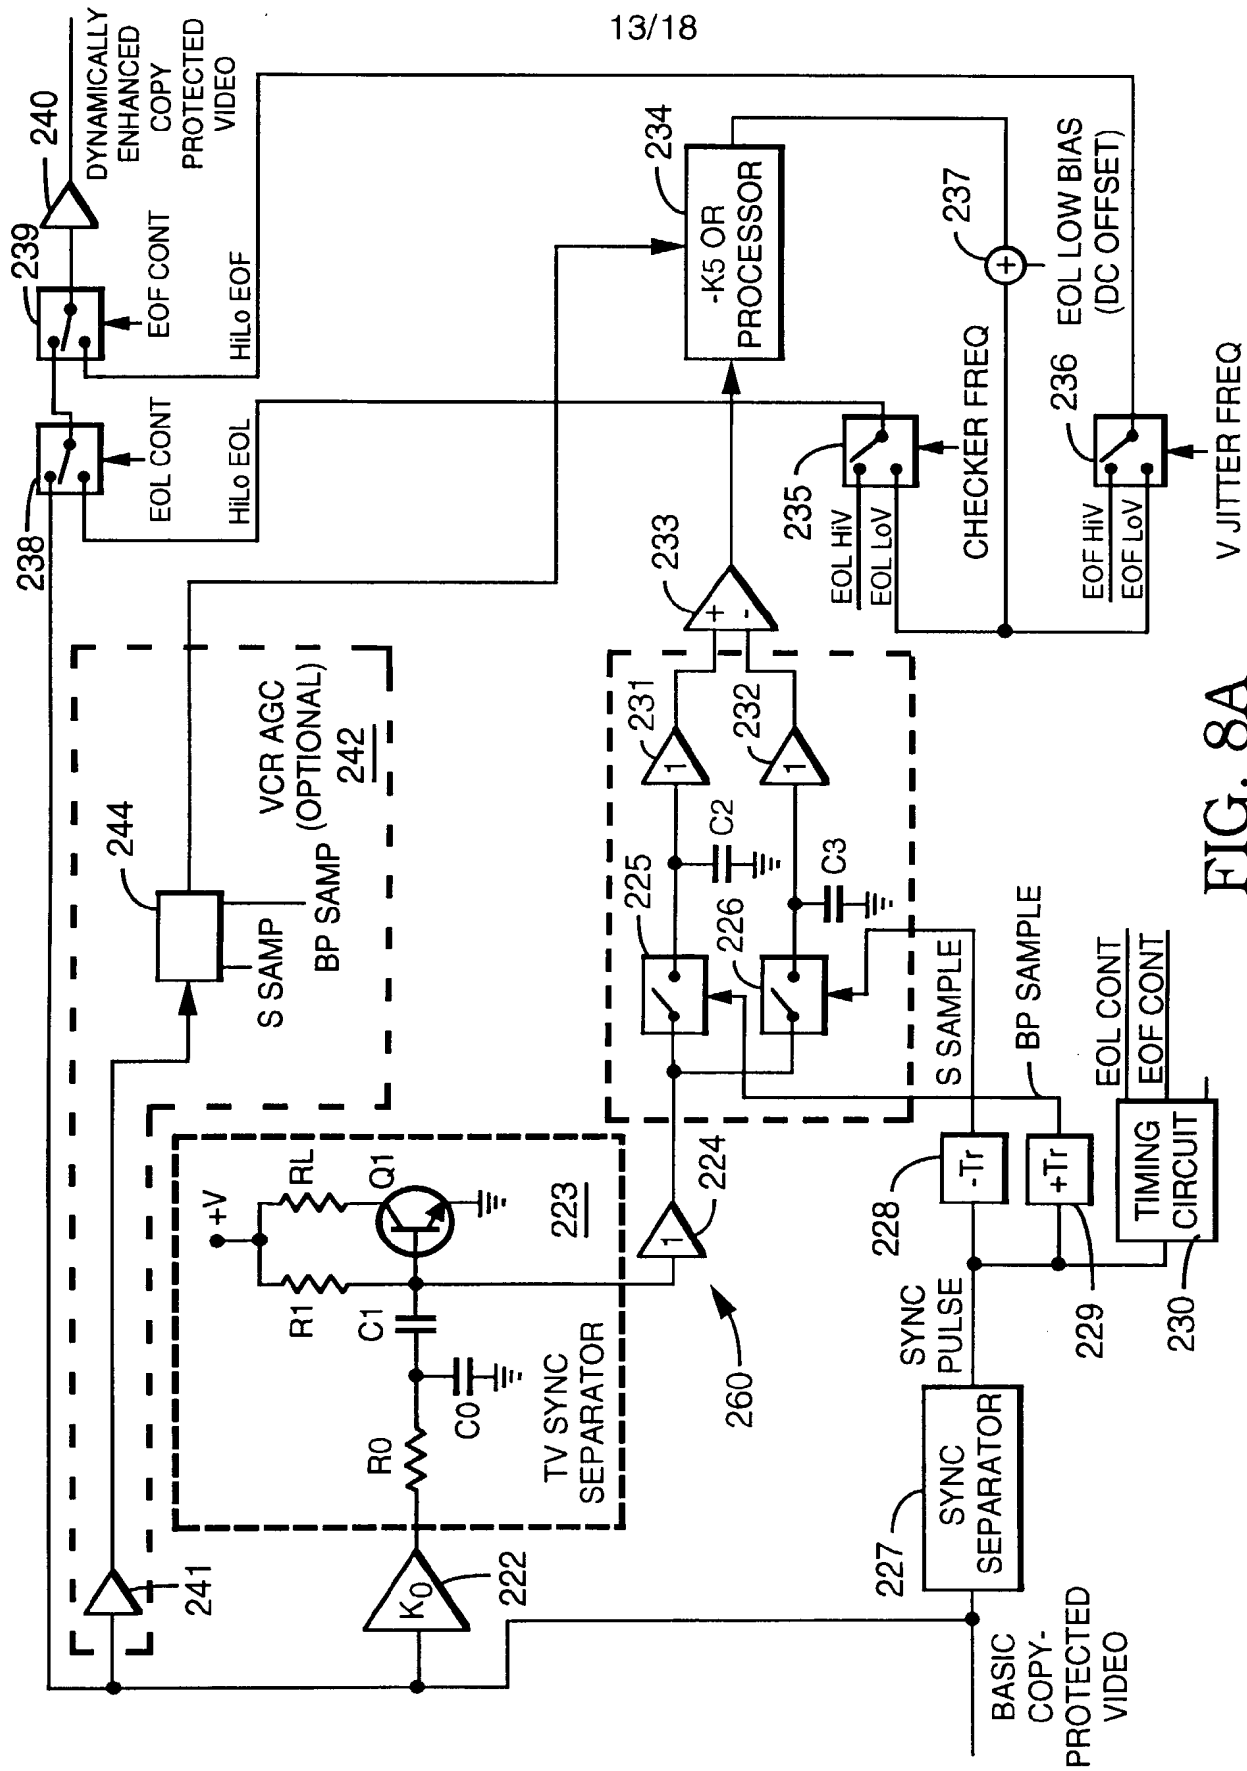 13/18
DYNAMICALLY
ENHANCED
COPY
PROTECTED
VIDEO
240
239
EOF CONT
HiLo EOF
238
EOL CONT
HiLo EOL
244
S SAMP
BP SAMP
VCR AGC
(OPTIONAL)
242
241
+V
RL
R1
Q1
C1
C0
R0
223
TV SYNC
SEPARATOR
K0
222
1
224
260
225
226
C2
C3
1
231
1
232
233
+
-
234
-K5 OR
PROCESSOR
235
EOL HiV
EOL LoV
CHECKER FREQ
+
237
EOL LOW BIAS
(DC OFFSET)
236
EOF HiV
EOF LoV
V JITTER FREQ
S SAMPLE
BP SAMPLE
228
-Tr
+Tr
229
EOL CONT
EOF CONT
TIMING
CIRCUIT
230
SYNC
PULSE
227
SYNC
SEPARATOR
BASIC
COPY-
PROTECTED
VIDEO
FIG. 8A